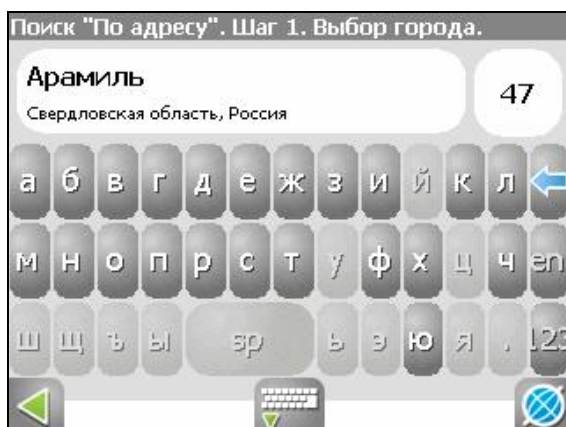 Поиск "По адресу". Шаг 1. Выбор города.
Арамиль
47
Свердловская область, Россия
а б в г д е ж з и й к л
м н о п р с т у ф х ц ч en
ш щ ъ ы sp ь э ю я . 123